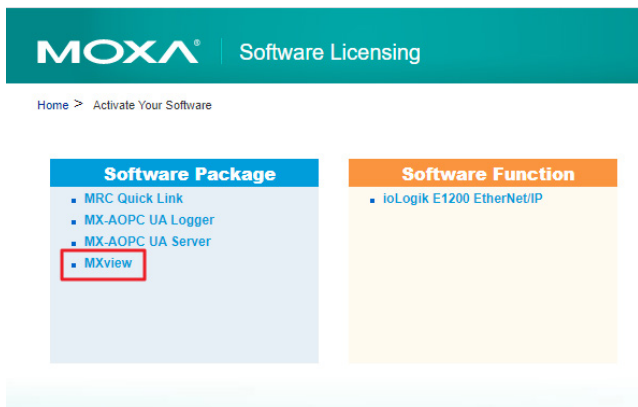 MOXA® Software Licensing
Home > Activate Your Software
Software Package
MRC Quick Link
MX-AOPC UA Logger
MX-AOPC UA Server
MXview
Software Function
ioLogik E1200 EtherNet/IP